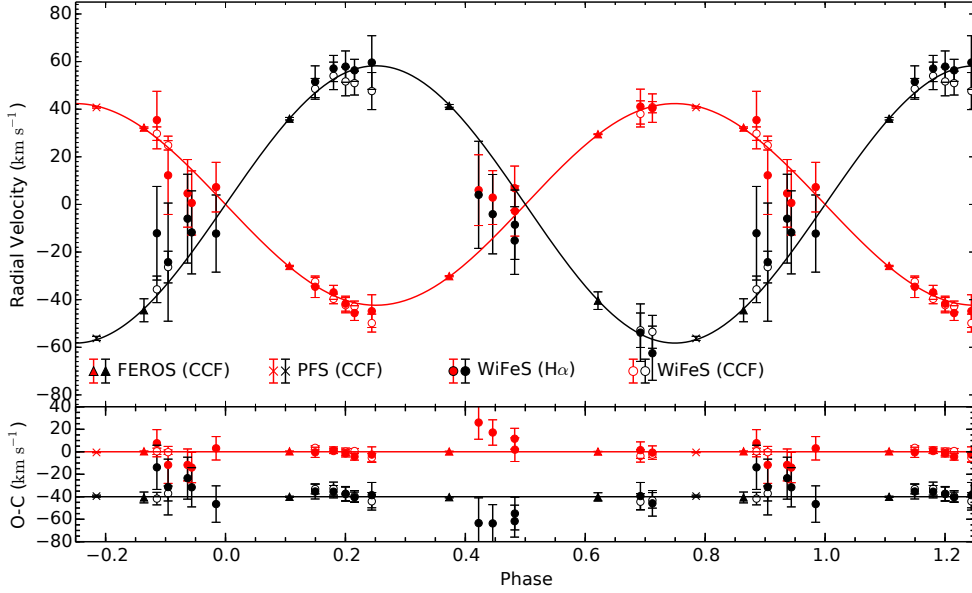 80
60
40
20
0
−20
−40
−60
−80
Radial Velocity (km s⁻¹)
FEROS (CCF)
PFS (CCF)
WiFeS (Hα)
WiFeS (CCF)
40
20
0
−20
−40
−60
−80
O-C (km s⁻¹)
−0.2 0.0 0.2 0.4 0.6 0.8 1.0 1.2
Phase